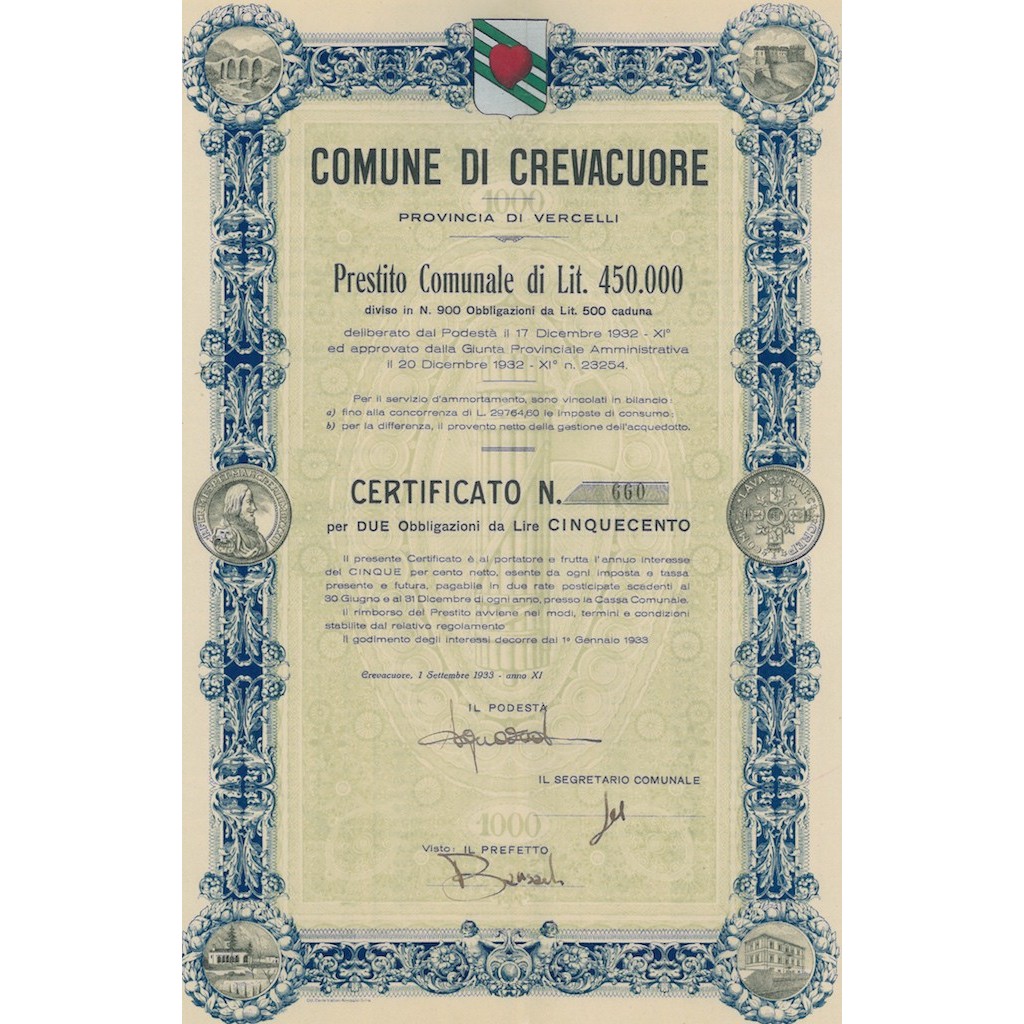 COMUNE DI CREVACUORE
1000
PROVINCIA DI VERCELLI
Prestito Comunale di Lit. 450.000
diviso in N. 900 Obbligazioni da Lit. 500 caduna
deliberato dal Podestà il 17 Dicembre 1932 - XI°
ed approvato dalla Giunta Provinciale Amministrativa
il 20 Dicembre 1932 - XI° n. 23254.
Per il servizio d'ammortamento, sono vincolati in bilancio:
a) fino alla concorrenza di L. 29764,60 le imposte di consumo;
b) per la differenza, il provento netto della gestione dell'acquedotto.
CERTIFICATO N. 660
per DUE Obbligazioni da Lire CINQUECENTO
Il presente Certificato è al portatore e frutta l'annuo interesse
del CINQUE per cento netto, esente da ogni imposta e tassa
presente e futura, pagabile in due rate posticipate scadenti al
30 Giugno e al 31 Dicembre di ogni anno, presso la Cassa Comunale.
Il rimborso del Prestito avviene nei modi, termini e condizioni
stabilite dal relativo regolamento
Il godimento degli interessi decorre dal 1° Gennaio 1933
Crevacuore, 1 Settembre 1933 - anno XI
IL PODESTÀ
IL SEGRETARIO COMUNALE
1000
Visto: IL PREFETTO